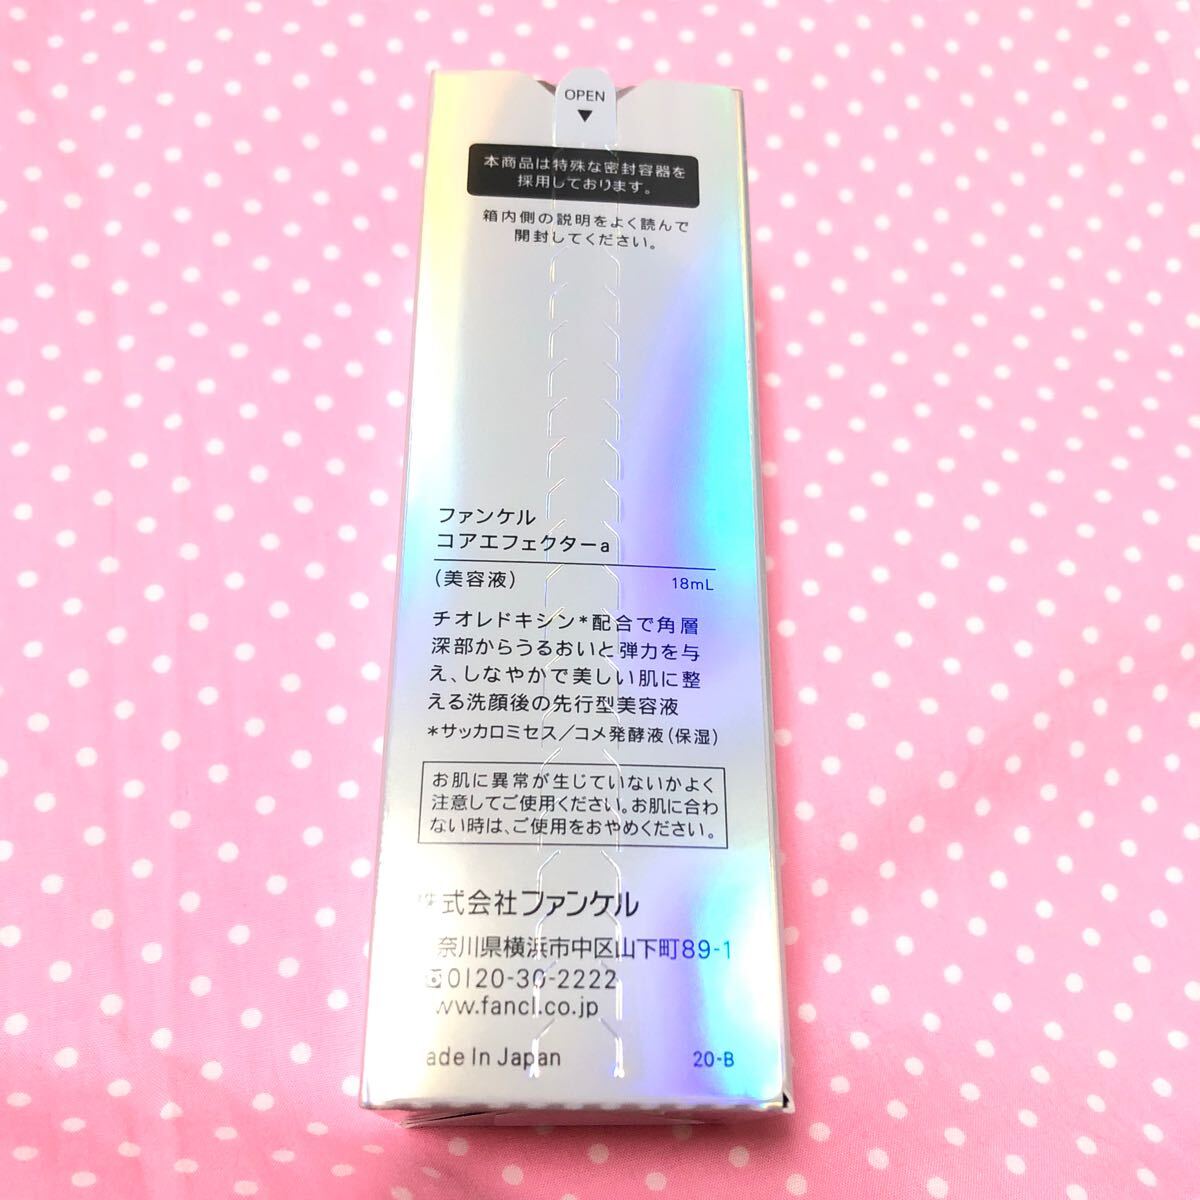 OPEN
本商品は特殊な密封容器を
採用しております。
箱内側の説明をよく読んで
開封してください。
ファンケル
コアエフェクターa
(美容液) 18mL
チオレドキシン*配合で角層
深部からうるおいと弾力を与
え、しなやかで美しい肌に整
える洗顔後の先行型美容液
*サッカロミセス／コメ発酵液(保湿)
お肌に異常が生じていないかよく
注意してご使用ください。お肌に合わ
ない時は、ご使用をおやめください。
式会社ファンケル
奈川県横浜市中区山下町89-1
0120-30-2222
ww.fancl.co.jp
ade In Japan 20-B